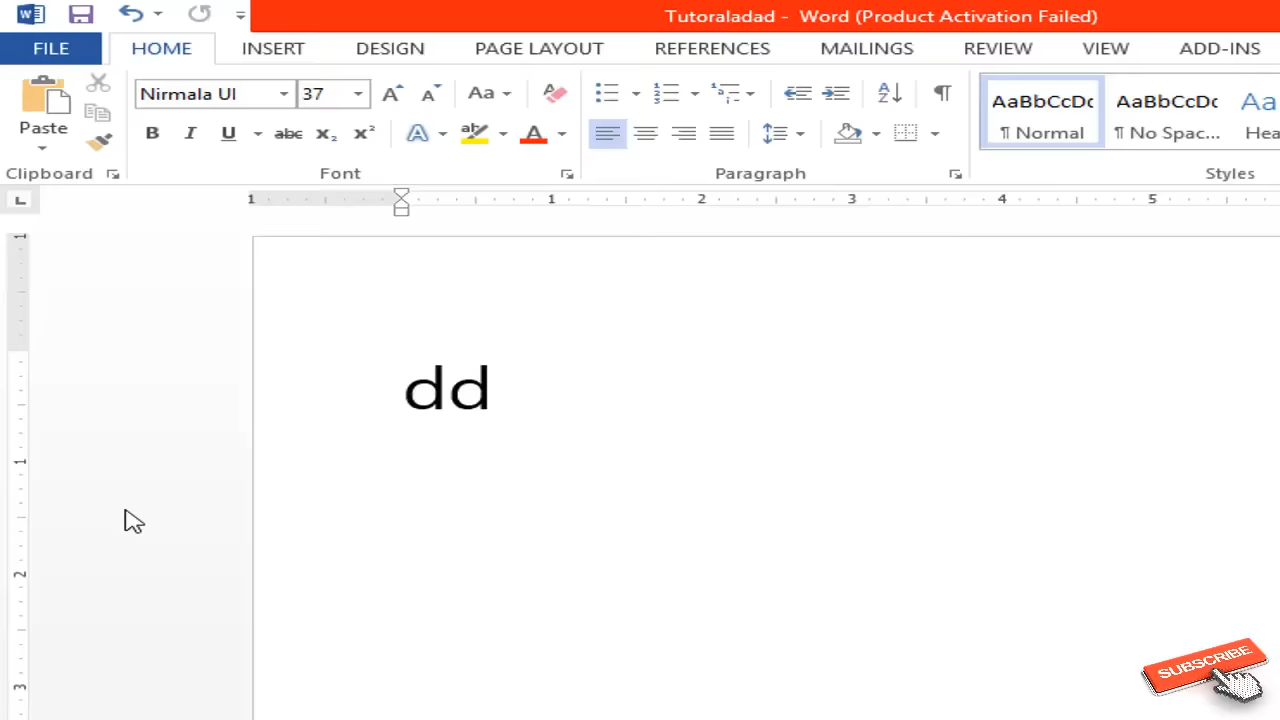 Tutoraladad - Word (Product Activation Failed)
FILE HOME INSERT DESIGN PAGE LAYOUT REFERENCES MAILINGS REVIEW VIEW ADD-INS
Nirmala UI 37 Aa AaBbCcDc AaBbCcDc Aa
Paste B I U abc x₂ x² A A ¶ Normal ¶ No Spac... Hea
Clipboard Font Paragraph Styles
1 1 2 3 4 5
1
dd
1
2
3
SUBSCRIBE